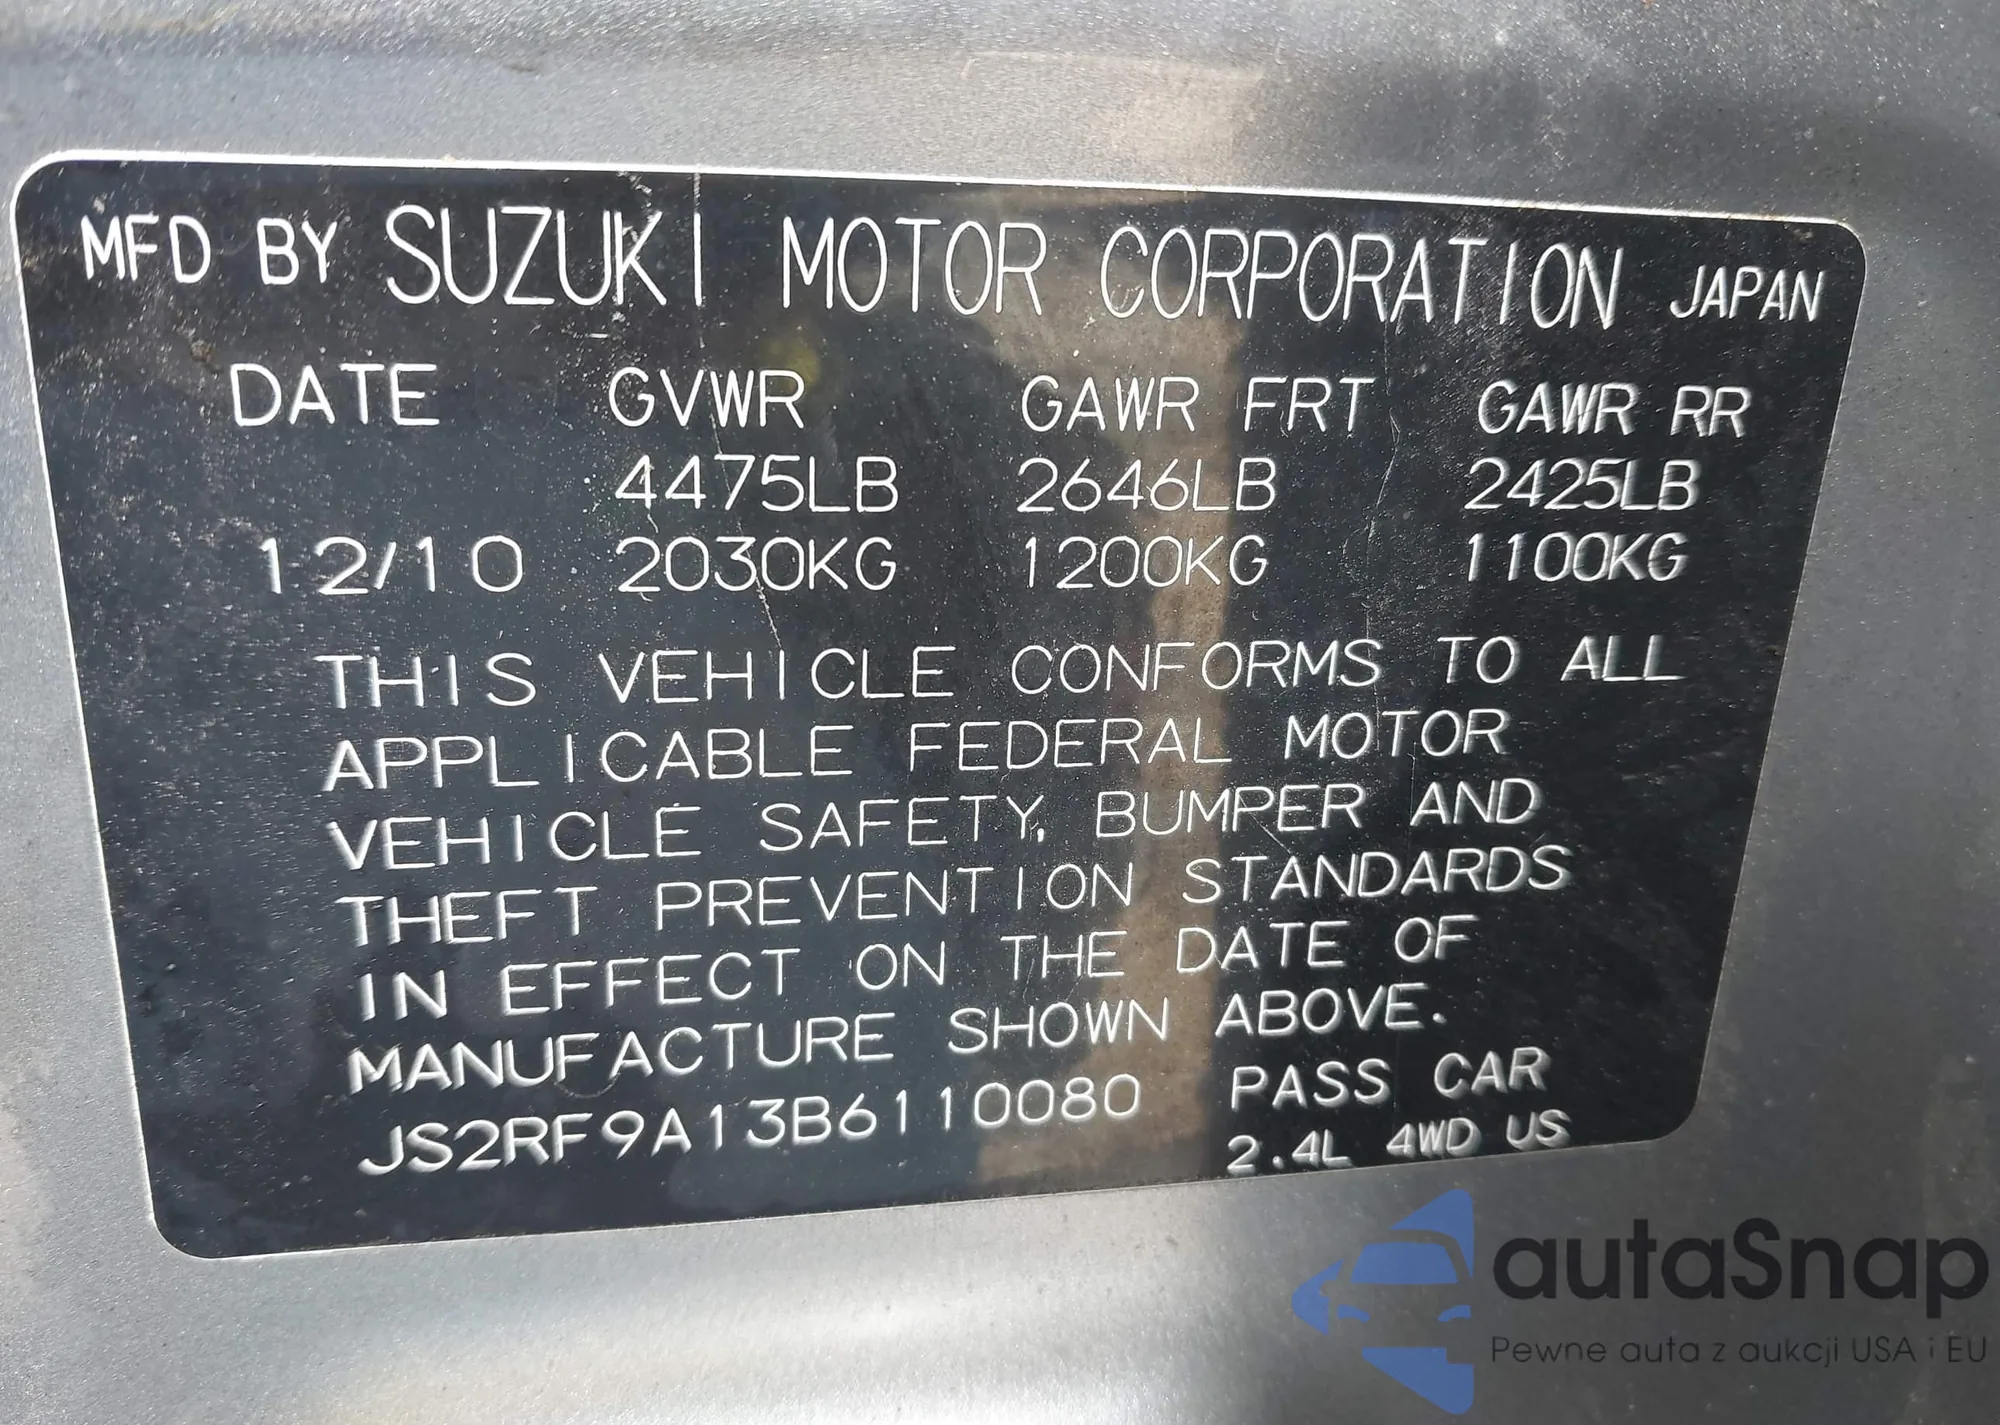 MFD BY SUZUKI MOTOR CORPORATION JAPAN
DATE GVWR GAWR FRT GAWR RR
4475LB 2646LB 2425LB
12/10 2030KG 1200KG 1100KG
THIS VEHICLE CONFORMS TO ALL
APPLICABLE FEDERAL MOTOR
VEHICLE SAFETY, BUMPER AND
THEFT PREVENTION STANDARDS
IN EFFECT ON THE DATE OF
MANUFACTURE SHOWN ABOVE.
JS2RF9A13B6110080 PASS CAR
2.4L 4WD US
autaSnap
Pewne auta z aukcji USA i EU